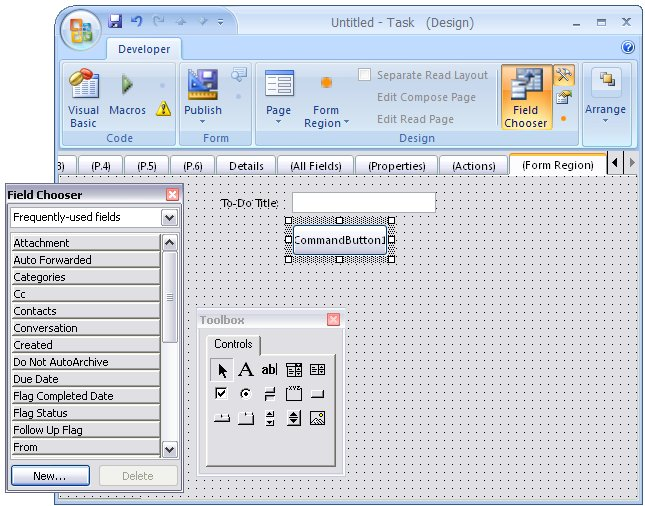 Untitled - Task (Design)
Developer
Visual Basic
Macros
Code
Publish
Form
Page
Form Region
Separate Read Layout
Edit Compose Page
Edit Read Page
Design
Field Chooser
Arrange
3) (P.4) (P.5) (P.6) Details (All Fields) (Properties) (Actions) (Form Region)
Field Chooser
Frequently-used fields
Attachment
Auto Forwarded
Categories
Cc
Contacts
Conversation
Created
Do Not AutoArchive
Due Date
Flag Completed Date
Flag Status
Follow Up Flag
From
New... Delete
To-Do Title:
CommandButton1
Toolbox
Controls
A ab|
XYZ